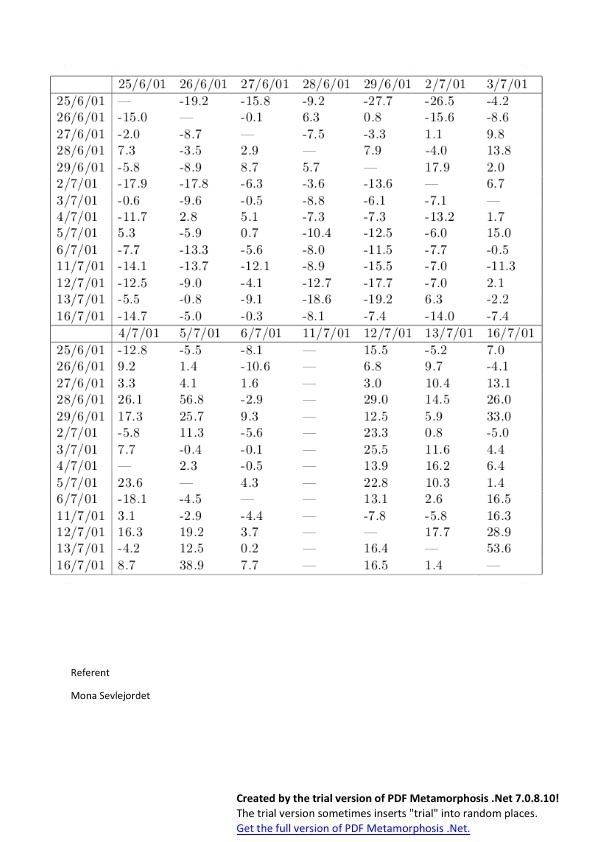 25/6/01 26/6/01 27/6/01 28/6/01 29/6/01 2/7/01 3/7/01
25/6/01 — -19.2 -15.8 -9.2 -27.7 -26.5 -4.2
26/6/01 -15.0 — -0.1 6.3 0.8 -15.6 -8.6
27/6/01 -2.0 -8.7 — -7.5 -3.3 1.1 9.8
28/6/01 7.3 -3.5 2.9 — 7.9 -4.0 13.8
29/6/01 -5.8 -8.9 8.7 5.7 — 17.9 2.0
2/7/01 -17.9 -17.8 -6.3 -3.6 -13.6 — 6.7
3/7/01 -0.6 -9.6 -0.5 -8.8 -6.1 -7.1 —
4/7/01 -11.7 2.8 5.1 -7.3 -7.3 -13.2 1.7
5/7/01 5.3 -5.9 0.7 -10.4 -12.5 -6.0 15.0
6/7/01 -7.7 -13.3 -5.6 -8.0 -11.5 -7.7 -0.5
11/7/01 -14.1 -13.7 -12.1 -8.9 -15.5 -7.0 -11.3
12/7/01 -12.5 -9.0 -4.1 -12.7 -17.7 -7.0 2.1
13/7/01 -5.5 -0.8 -9.1 -18.6 -19.2 6.3 -2.2
16/7/01 -14.7 -5.0 -0.3 -8.1 -7.4 -14.0 -7.4
4/7/01 5/7/01 6/7/01 11/7/01 12/7/01 13/7/01 16/7/01
25/6/01 -12.8 -5.5 -8.1 — 15.5 -5.2 7.0
26/6/01 9.2 1.4 -10.6 — 6.8 9.7 -4.1
27/6/01 3.3 4.1 1.6 — 3.0 10.4 13.1
28/6/01 26.1 56.8 -2.9 — 29.0 14.5 26.0
29/6/01 17.3 25.7 9.3 — 12.5 5.9 33.0
2/7/01 -5.8 11.3 -5.6 — 23.3 0.8 -5.0
3/7/01 7.7 -0.4 -0.1 — 25.5 11.6 4.4
4/7/01 — 2.3 -0.5 — 13.9 16.2 6.4
5/7/01 23.6 — 4.3 — 22.8 10.3 1.4
6/7/01 -18.1 -4.5 — — 13.1 2.6 16.5
11/7/01 3.1 -2.9 -4.4 — -7.8 -5.8 16.3
12/7/01 16.3 19.2 3.7 — — 17.7 28.9
13/7/01 -4.2 12.5 0.2 — 16.4 — 53.6
16/7/01 8.7 38.9 7.7 — 16.5 1.4 —
Referent
Mona Sevlejordet
Created by the trial version of PDF Metamorphosis .Net 7.0.8.10!
The trial version sometimes inserts "trial" into random places.
Get the full version of PDF Metamorphosis .Net.